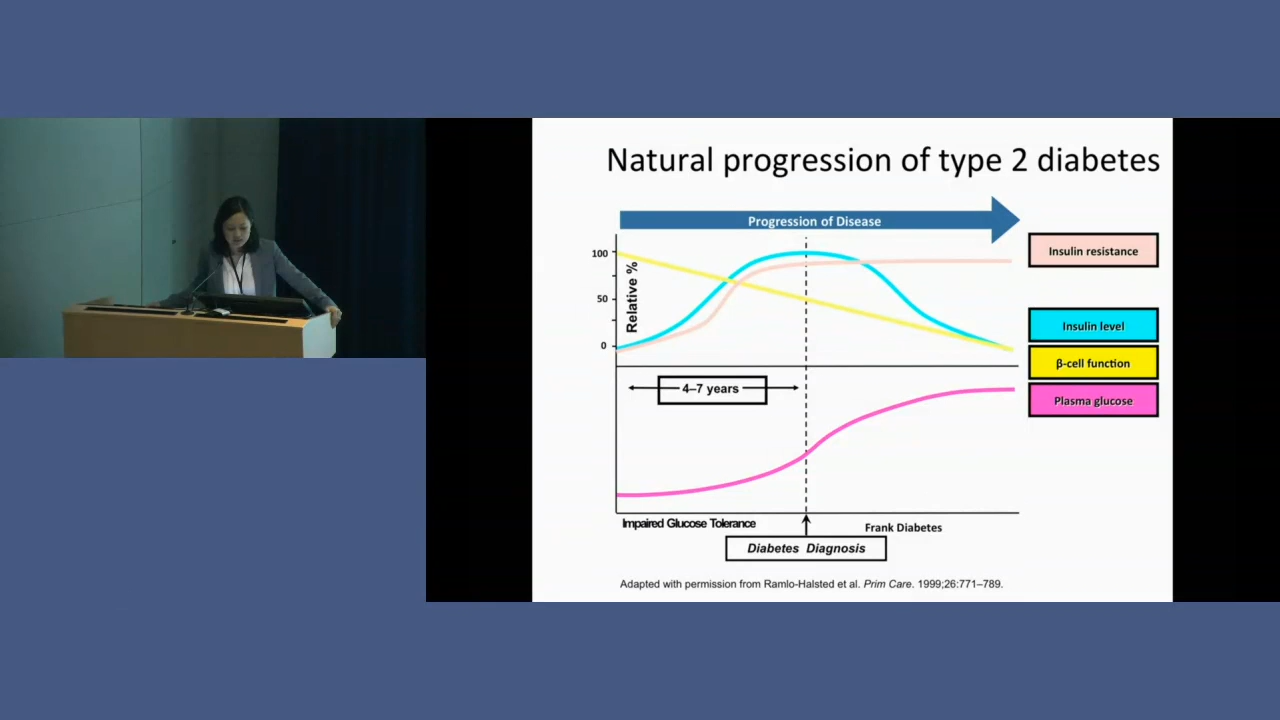 Natural progression of type 2 diabetes
Progression of Disease
100
50
0
Relative %
Insulin resistance
Insulin level
β-cell function
Plasma glucose
4–7 years
Impaired Glucose Tolerance
Frank Diabetes
Diabetes Diagnosis
Adapted with permission from Ramlo-Halsted et al. Prim Care. 1999;26:771–789.